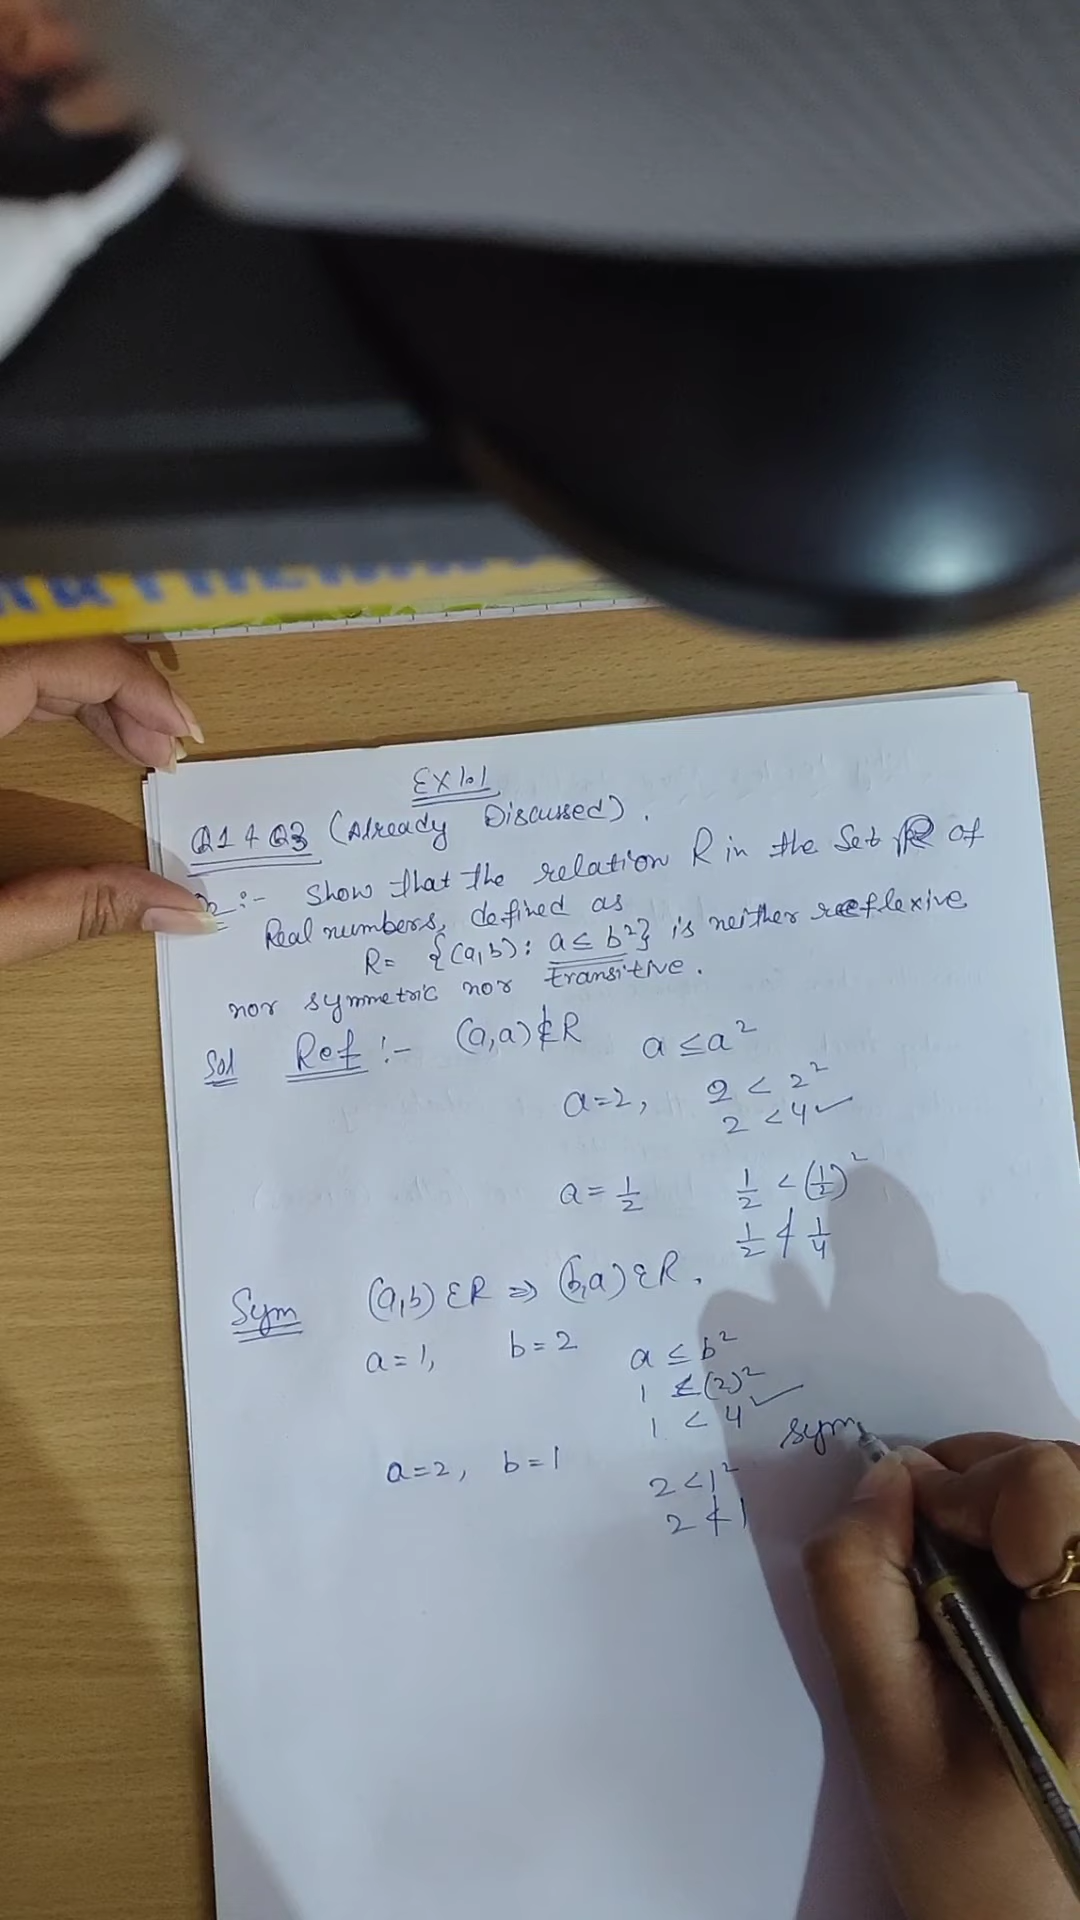 Ex 1.1
Q1 & Q3 (Already Discussed).
Q2:- Show that the relation R in the Set R of
Real numbers, defined as
R= {(a,b): a ≤ b²} is neither reflexive
nor symmetric nor transitive.
Sol Ref:- (a,a)∉R a ≤ a²
a=2, 2 < 2²
2 < 4 ✓
a = 1/2 1/2 < (1/2)²
1/2 ≮ 1/4
Sym (a,b) ∈ R ⇒ (b,a) ∈ R.
a=1, b=2 a ≤ b²
1 ≤ (2)²
1 < 4 ✓
sym
a=2, b=1 2 < 1²
2 ≮ 1